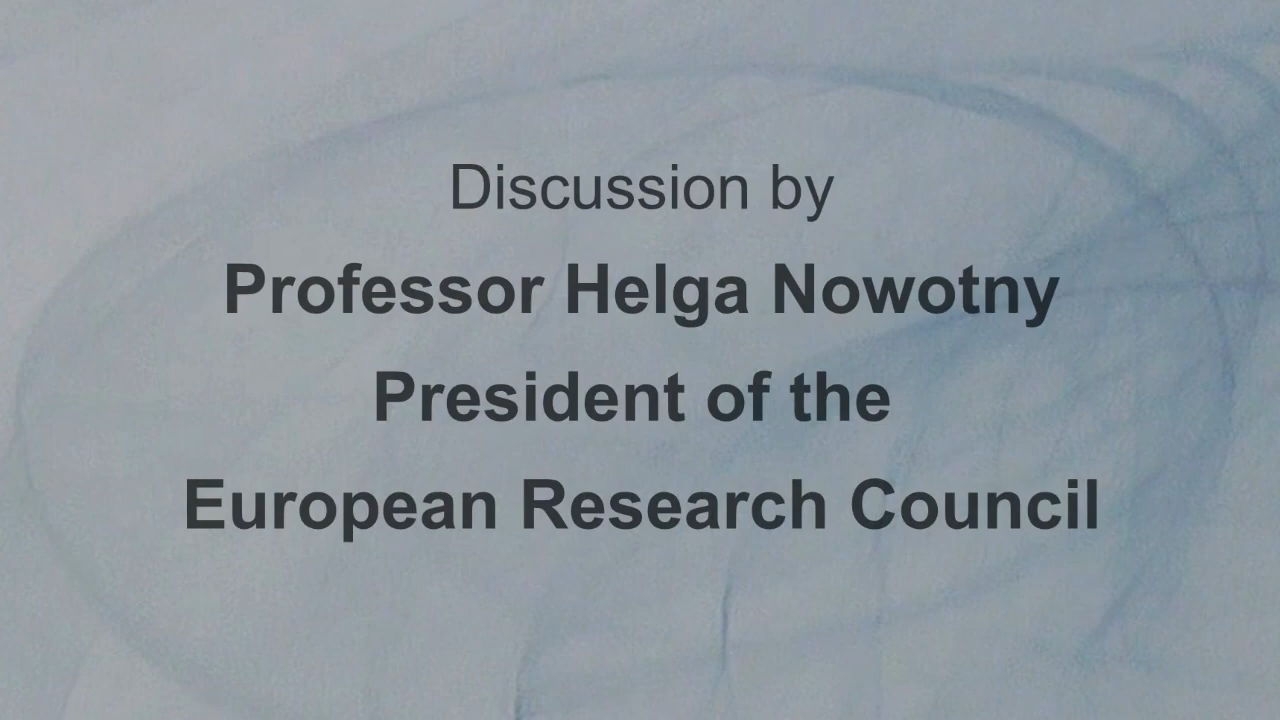 Discussion by
Professor Helga Nowotny
President of the
European Research Council